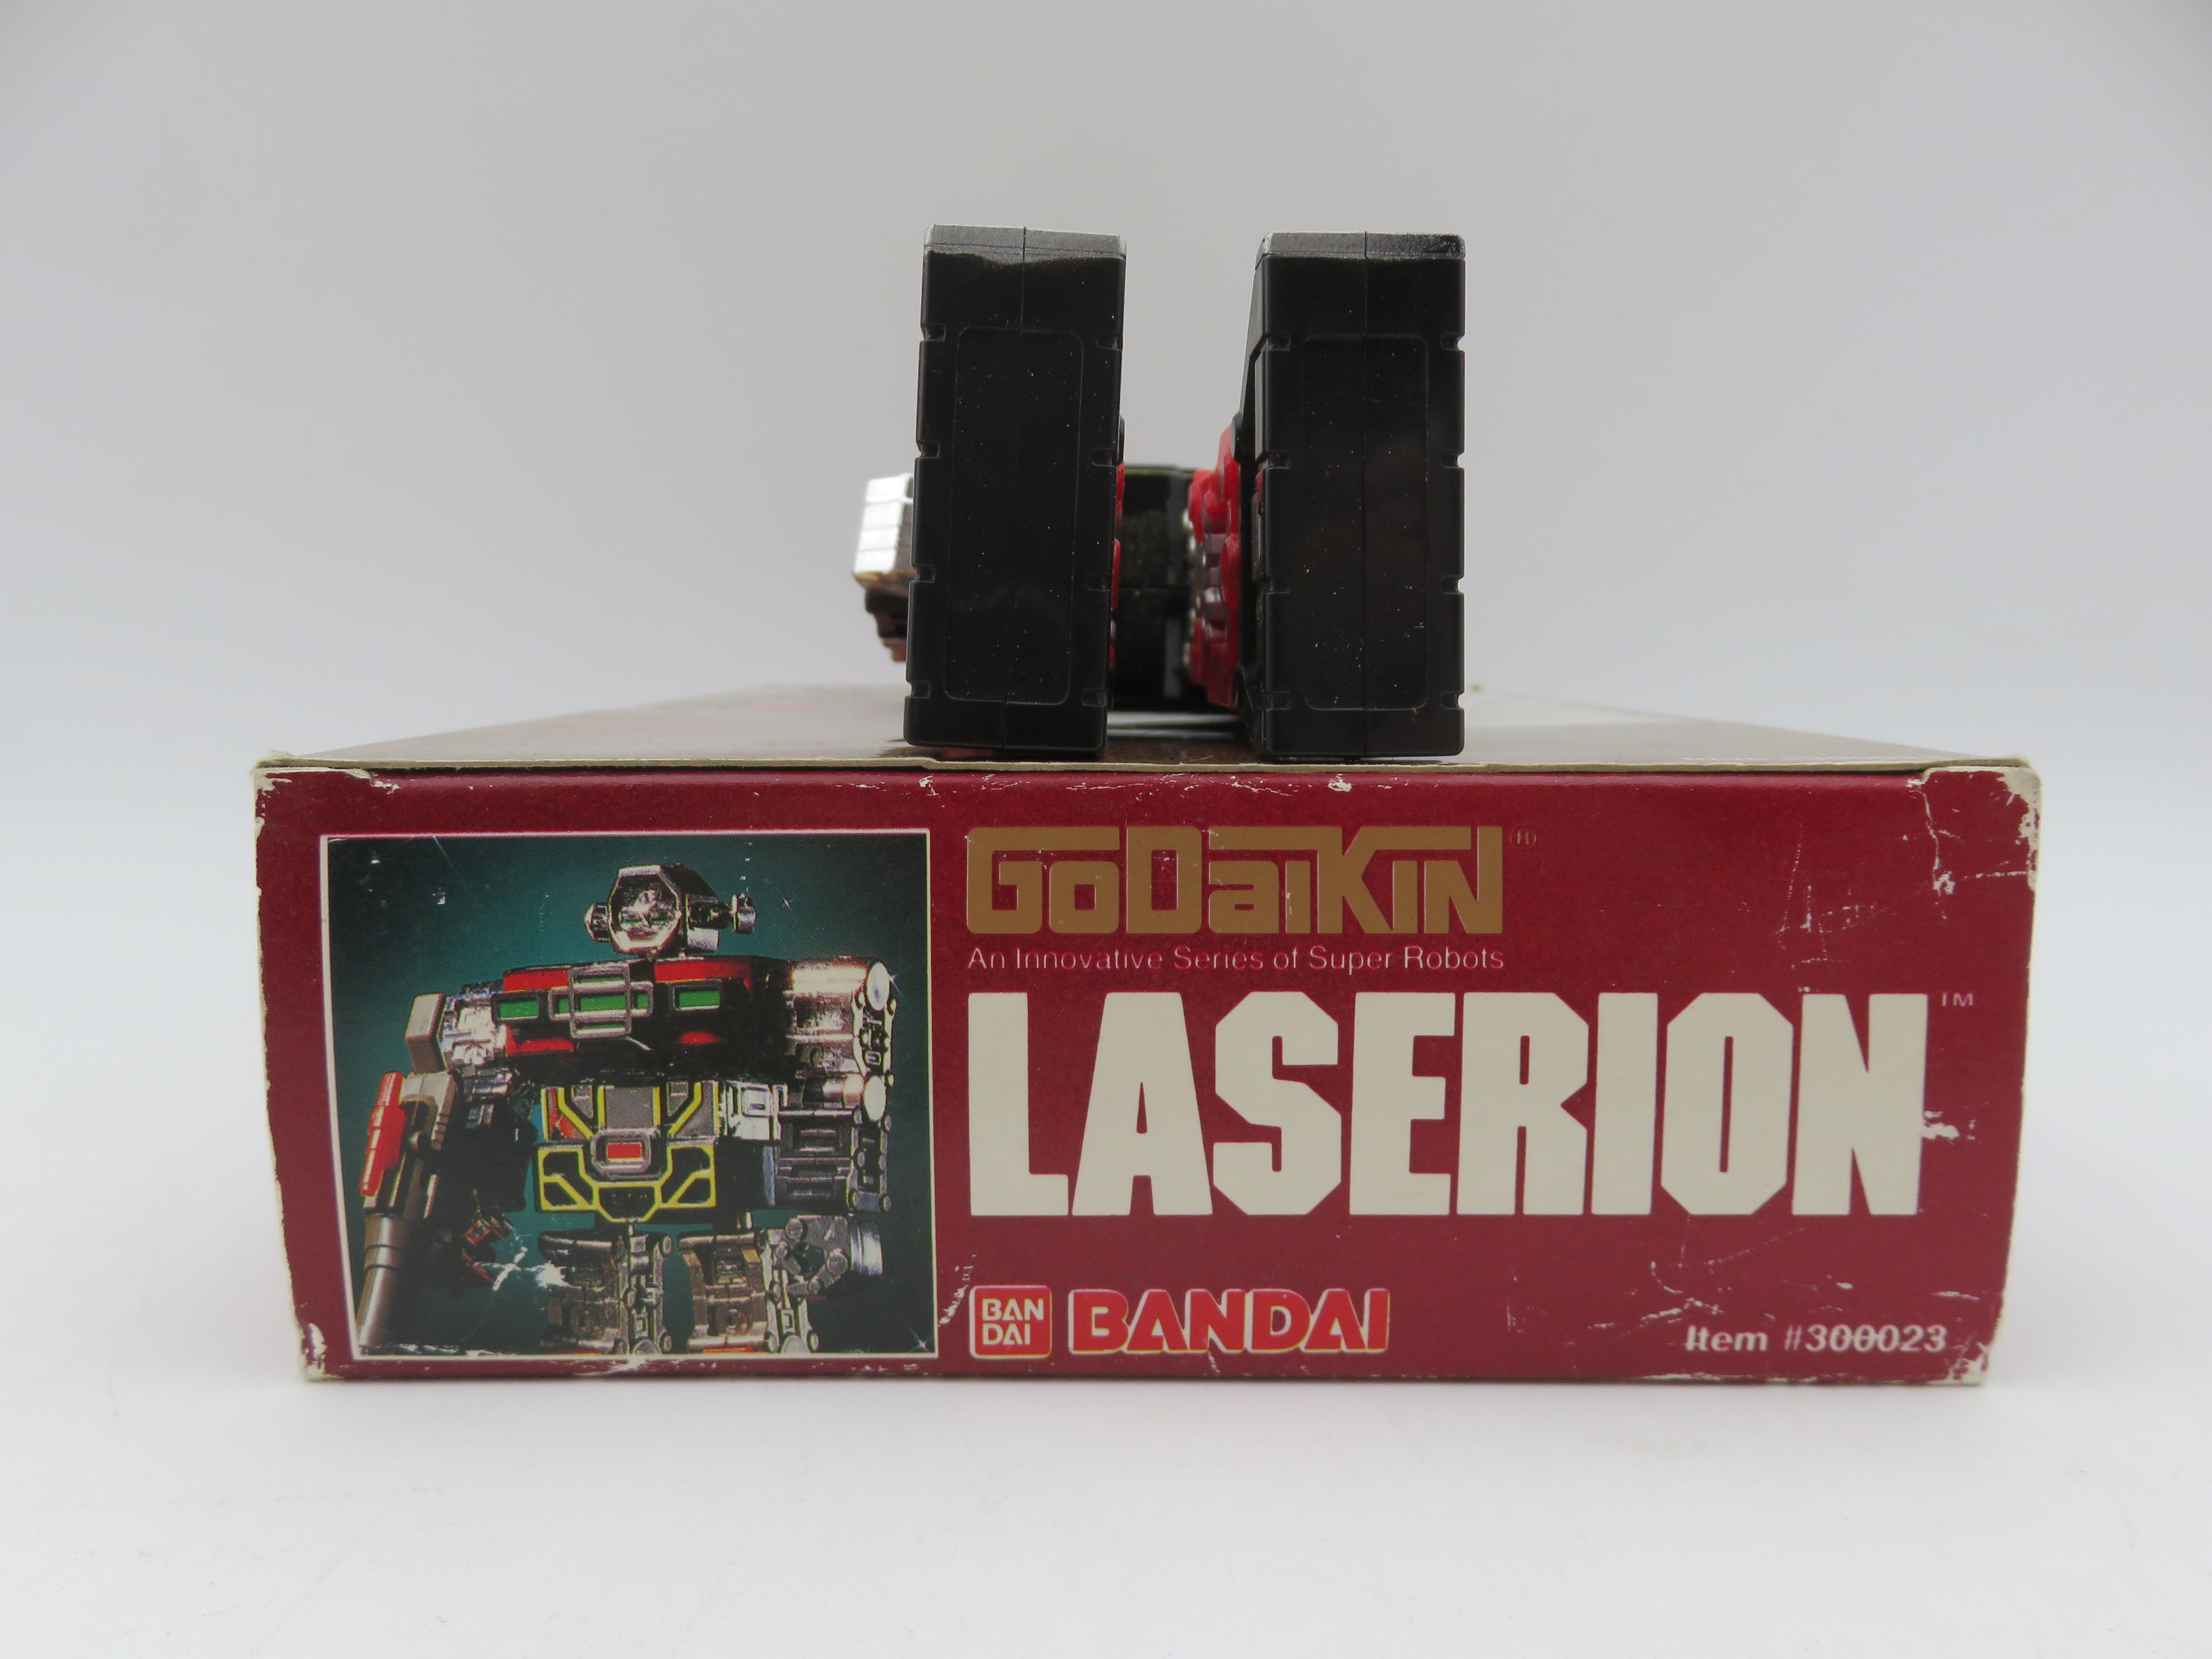 GoDaiKiN®
An Innovative Series of Super Robots
LASERION™
BAN
DAI
BANDAI
Item #300023